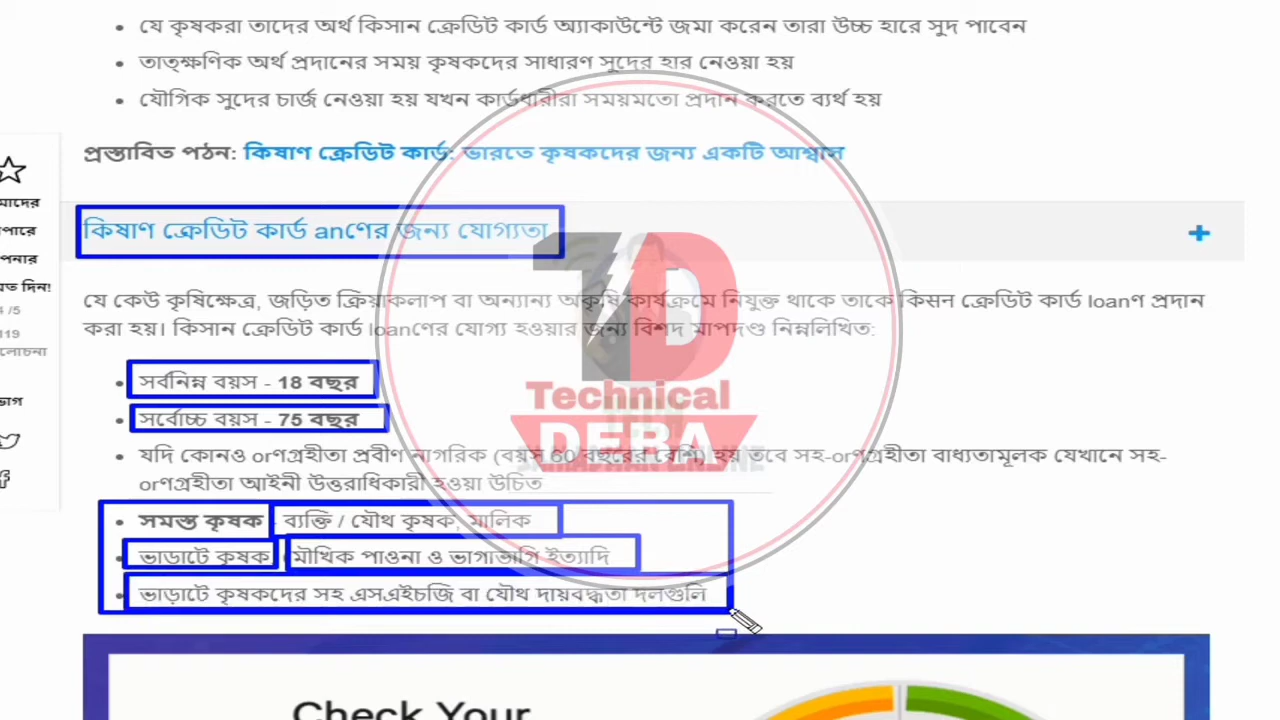 যে কৃষকরা তাদের অর্থ কিসান ক্রেডিট কার্ড অ্যাকাউন্টে জমা করেন তারা উচ্চ হারে সুদ পাবেন
তাত্ক্ষণিক অর্থ প্রদানের সময় কৃষকদের সাধারণ সুদের হার নেওয়া হয়
যৌগিক সুদের চার্জ নেওয়া হয় যখন কার্ডধারীরা সময়মতো প্রদান করতে ব্যর্থ হয়
প্রস্তাবিত পঠন: কিষাণ ক্রেডিট কার্ড: ভারতে কৃষকদের জন্য একটি আশ্বাস
কিষাণ ক্রেডিট কার্ড anণের জন্য যোগ্যতা
যে কেউ কৃষিক্ষেত্র, জড়িত ক্রিয়াকলাপ বা অন্যান্য অকৃষি কার্যক্রমে নিযুক্ত থাকে তাকে কিসান ক্রেডিট কার্ড loanণ প্রদান
করা হয়। কিসান ক্রেডিট কার্ড loanণের যোগ্য হওয়ার জন্য বিশদ মাপদণ্ড নিম্নলিখিত:
সর্বনিম্ন বয়স - 18 বছর
সর্বোচ্চ বয়স - 75 বছর
যদি কোনও orণগ্রহীতা প্রবীণ নাগরিক (বয়স 60 বছরের বেশি) হয় তবে সহ-orণগ্রহীতা বাধ্যতামূলক যেখানে সহ-
orণগ্রহীতা আইনী উত্তরাধিকারী হওয়া উচিত
সমস্ত কৃষক - ব্যক্তি / যৌথ কৃষক, মালিক
ভাড়াটে কৃষক, মৌখিক পাওনা ও ভাগাভাগি ইত্যাদি
ভাড়াটে কৃষকদের সহ এসএইচজি বা যৌথ দায়বদ্ধতা দলগুলি
TD
Technical
DEBA
ত দিন!
/5
119
Check Your